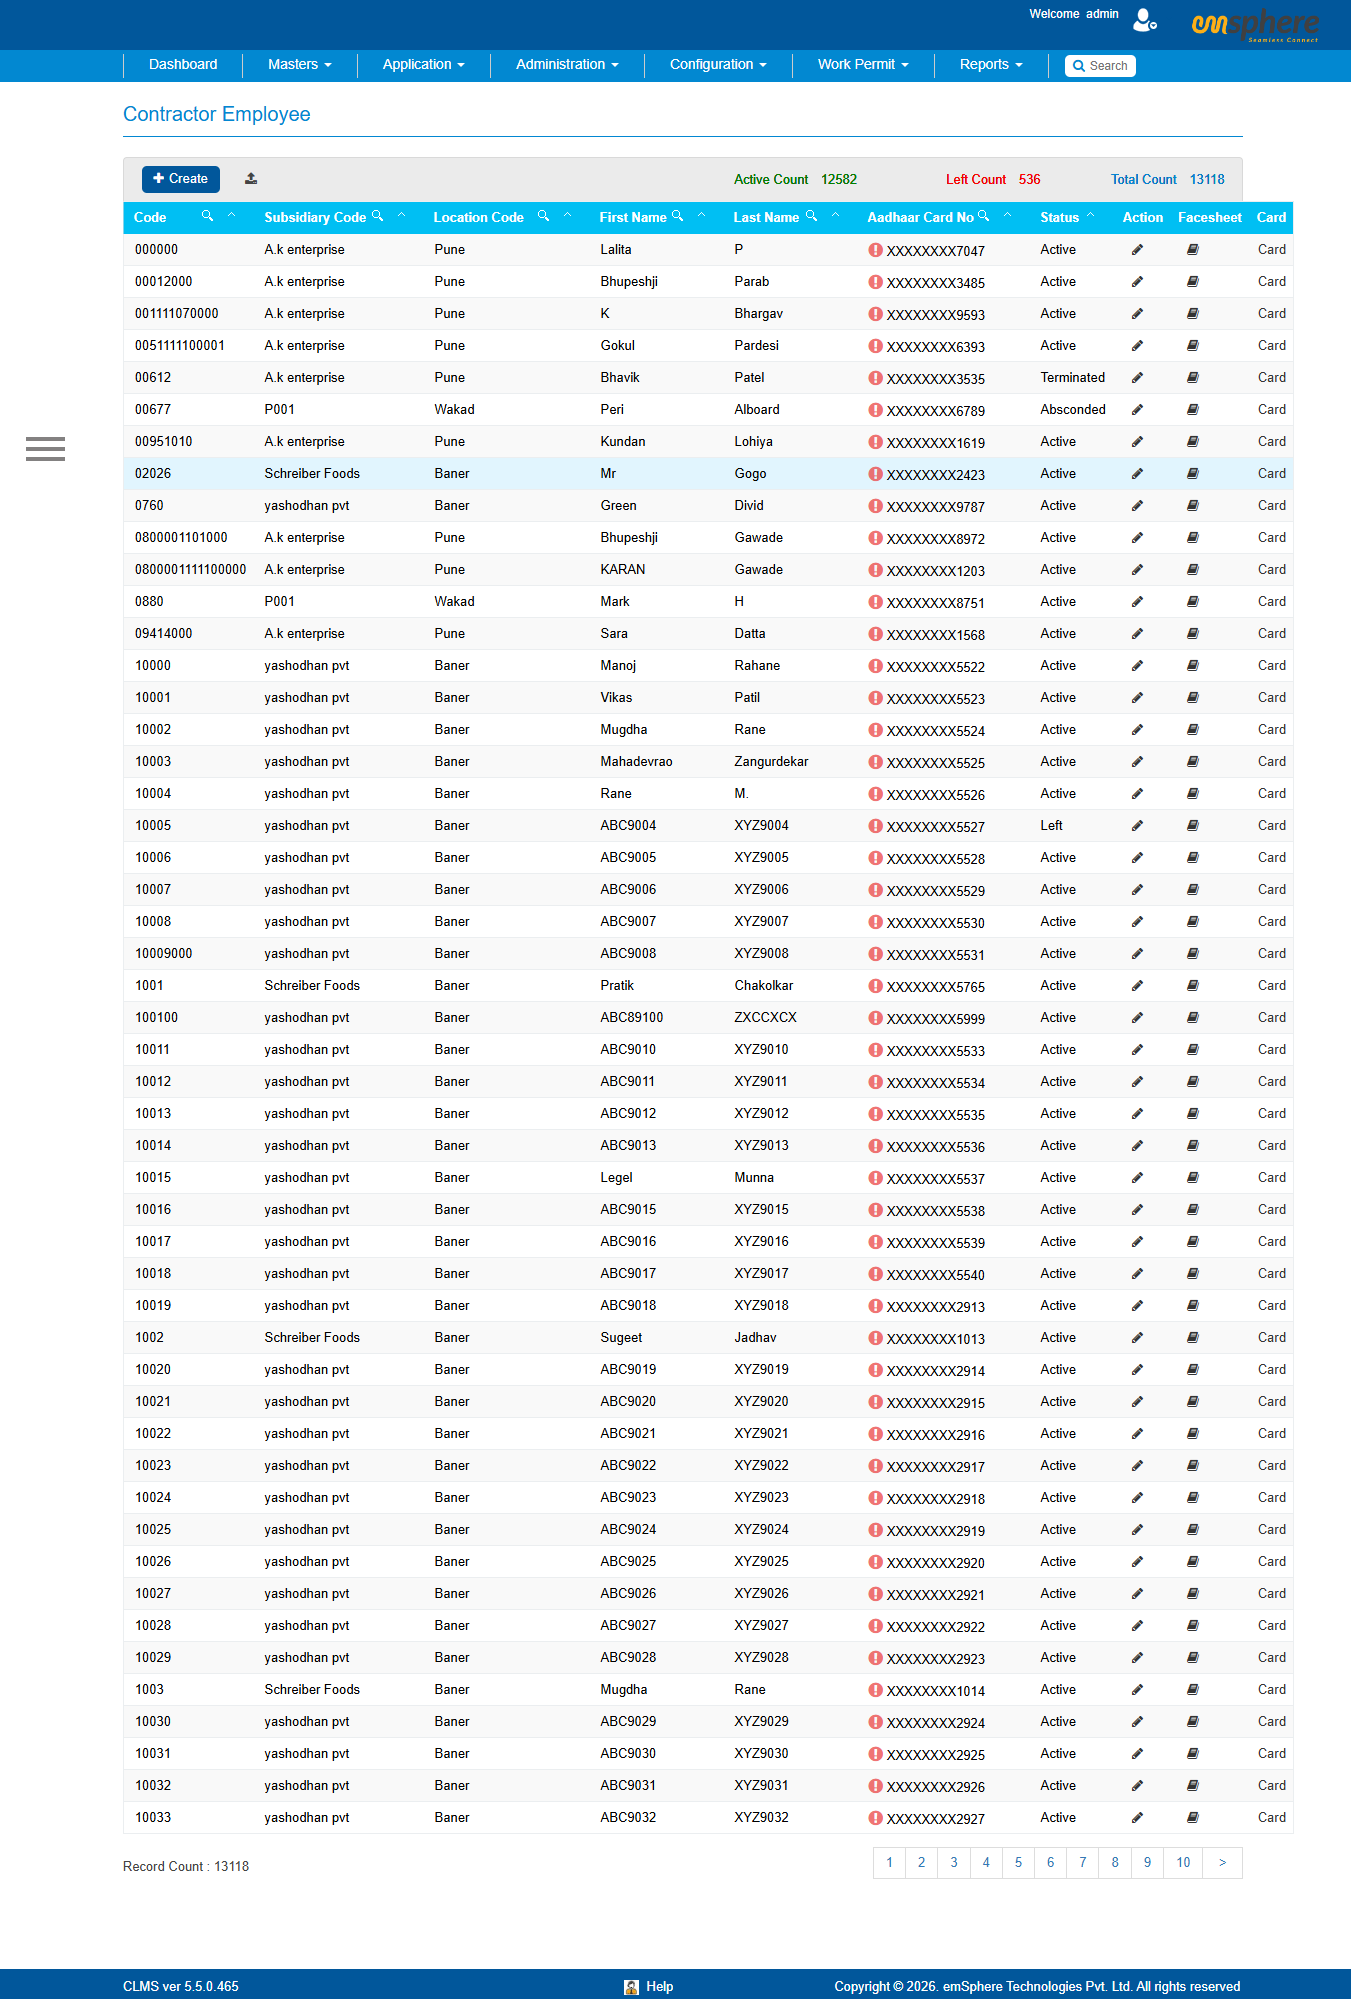 Welcome admin
emsphere
Seamless Connect
Dashboard Masters Application Administration Configuration Work Permit Reports Search
Contractor Employee
Create Active Count 12582 Left Count 536 Total Count 13118
Code Subsidiary Code Location Code First Name Last Name Aadhaar Card No Status Action Facesheet Card
000000 A.k enterprise Pune Lalita P XXXXXXXX7047 Active Card
00012000 A.k enterprise Pune Bhupeshji Parab XXXXXXXX3485 Active Card
001111070000 A.k enterprise Pune K Bhargav XXXXXXXX9593 Active Card
0051111100001 A.k enterprise Pune Gokul Pardesi XXXXXXXX6393 Active Card
00612 A.k enterprise Pune Bhavik Patel XXXXXXXX3535 Terminated Card
00677 P001 Wakad Peri Alboard XXXXXXXX6789 Absconded Card
00951010 A.k enterprise Pune Kundan Lohiya XXXXXXXX1619 Active Card
02026 Schreiber Foods Baner Mr Gogo XXXXXXXX2423 Active Card
0760 yashodhan pvt Baner Green Divid XXXXXXXX9787 Active Card
0800001101000 A.k enterprise Pune Bhupeshji Gawade XXXXXXXX8972 Active Card
0800001111100000 A.k enterprise Pune KARAN Gawade XXXXXXXX1203 Active Card
0880 P001 Wakad Mark H XXXXXXXX8751 Active Card
09414000 A.k enterprise Pune Sara Datta XXXXXXXX1568 Active Card
10000 yashodhan pvt Baner Manoj Rahane XXXXXXXX5522 Active Card
10001 yashodhan pvt Baner Vikas Patil XXXXXXXX5523 Active Card
10002 yashodhan pvt Baner Mugdha Rane XXXXXXXX5524 Active Card
10003 yashodhan pvt Baner Mahadevrao Zangurdekar XXXXXXXX5525 Active Card
10004 yashodhan pvt Baner Rane M. XXXXXXXX5526 Active Card
10005 yashodhan pvt Baner ABC9004 XYZ9004 XXXXXXXX5527 Left Card
10006 yashodhan pvt Baner ABC9005 XYZ9005 XXXXXXXX5528 Active Card
10007 yashodhan pvt Baner ABC9006 XYZ9006 XXXXXXXX5529 Active Card
10008 yashodhan pvt Baner ABC9007 XYZ9007 XXXXXXXX5530 Active Card
10009000 yashodhan pvt Baner ABC9008 XYZ9008 XXXXXXXX5531 Active Card
1001 Schreiber Foods Baner Pratik Chakolkar XXXXXXXX5765 Active Card
100100 yashodhan pvt Baner ABC89100 ZXCCXCX XXXXXXXX5999 Active Card
10011 yashodhan pvt Baner ABC9010 XYZ9010 XXXXXXXX5533 Active Card
10012 yashodhan pvt Baner ABC9011 XYZ9011 XXXXXXXX5534 Active Card
10013 yashodhan pvt Baner ABC9012 XYZ9012 XXXXXXXX5535 Active Card
10014 yashodhan pvt Baner ABC9013 XYZ9013 XXXXXXXX5536 Active Card
10015 yashodhan pvt Baner Legel Munna XXXXXXXX5537 Active Card
10016 yashodhan pvt Baner ABC9015 XYZ9015 XXXXXXXX5538 Active Card
10017 yashodhan pvt Baner ABC9016 XYZ9016 XXXXXXXX5539 Active Card
10018 yashodhan pvt Baner ABC9017 XYZ9017 XXXXXXXX5540 Active Card
10019 yashodhan pvt Baner ABC9018 XYZ9018 XXXXXXXX2913 Active Card
1002 Schreiber Foods Baner Sugeet Jadhav XXXXXXXX1013 Active Card
10020 yashodhan pvt Baner ABC9019 XYZ9019 XXXXXXXX2914 Active Card
10021 yashodhan pvt Baner ABC9020 XYZ9020 XXXXXXXX2915 Active Card
10022 yashodhan pvt Baner ABC9021 XYZ9021 XXXXXXXX2916 Active Card
10023 yashodhan pvt Baner ABC9022 XYZ9022 XXXXXXXX2917 Active Card
10024 yashodhan pvt Baner ABC9023 XYZ9023 XXXXXXXX2918 Active Card
10025 yashodhan pvt Baner ABC9024 XYZ9024 XXXXXXXX2919 Active Card
10026 yashodhan pvt Baner ABC9025 XYZ9025 XXXXXXXX2920 Active Card
10027 yashodhan pvt Baner ABC9026 XYZ9026 XXXXXXXX2921 Active Card
10028 yashodhan pvt Baner ABC9027 XYZ9027 XXXXXXXX2922 Active Card
10029 yashodhan pvt Baner ABC9028 XYZ9028 XXXXXXXX2923 Active Card
1003 Schreiber Foods Baner Mugdha Rane XXXXXXXX1014 Active Card
10030 yashodhan pvt Baner ABC9029 XYZ9029 XXXXXXXX2924 Active Card
10031 yashodhan pvt Baner ABC9030 XYZ9030 XXXXXXXX2925 Active Card
10032 yashodhan pvt Baner ABC9031 XYZ9031 XXXXXXXX2926 Active Card
10033 yashodhan pvt Baner ABC9032 XYZ9032 XXXXXXXX2927 Active Card
Record Count : 13118 1 2 3 4 5 6 7 8 9 10 >
CLMS ver 5.5.0.465 Help Copyright © 2026. emSphere Technologies Pvt. Ltd. All rights reserved